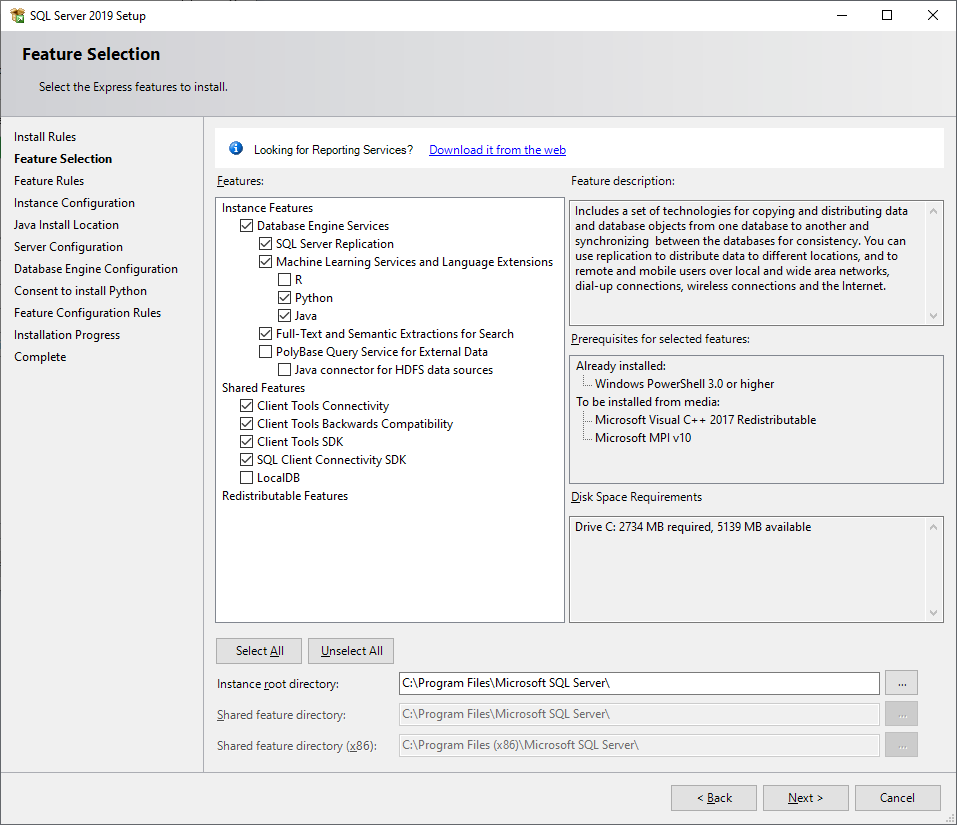 SQL Server 2019 Setup
Feature Selection
Select the Express features to install.
Install Rules
Feature Selection
Feature Rules
Instance Configuration
Java Install Location
Server Configuration
Database Engine Configuration
Consent to install Python
Feature Configuration Rules
Installation Progress
Complete
Looking for Reporting Services? Download it from the web
Features:
Instance Features
Database Engine Services
SQL Server Replication
Machine Learning Services and Language Extensions
R
Python
Java
Full-Text and Semantic Extractions for Search
PolyBase Query Service for External Data
Java connector for HDFS data sources
Shared Features
Client Tools Connectivity
Client Tools Backwards Compatibility
Client Tools SDK
SQL Client Connectivity SDK
LocalDB
Redistributable Features
Feature description:
Includes a set of technologies for copying and distributing data
and database objects from one database to another and
synchronizing  between the databases for consistency. You can
use replication to distribute data to different locations, and to
remote and mobile users over local and wide area networks,
dial-up connections, wireless connections and the Internet.
Prerequisites for selected features:
Already installed:
Windows PowerShell 3.0 or higher
To be installed from media:
Microsoft Visual C++ 2017 Redistributable
Microsoft MPI v10
Disk Space Requirements
Drive C: 2734 MB required, 5139 MB available
Select All Unselect All
Instance root directory: C:\Program Files\Microsoft SQL Server\ ...
Shared feature directory: C:\Program Files\Microsoft SQL Server\ ...
Shared feature directory (x86): C:\Program Files (x86)\Microsoft SQL Server\ ...
< Back Next > Cancel